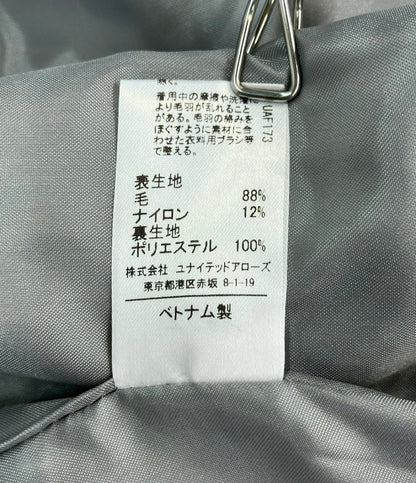 除く。
着用中の摩擦や洗濯に
より毛羽が乱れること
がある。毛羽の絡みを
ほぐすように素材に合
わせた衣料用ブラシ等
で整える。
UAF173
表生地
毛 88%
ナイロン 12%
裏生地
ポリエステル 100%
株式会社 ユナイテッドアローズ
東京都港区赤坂 8-1-19
ベトナム製